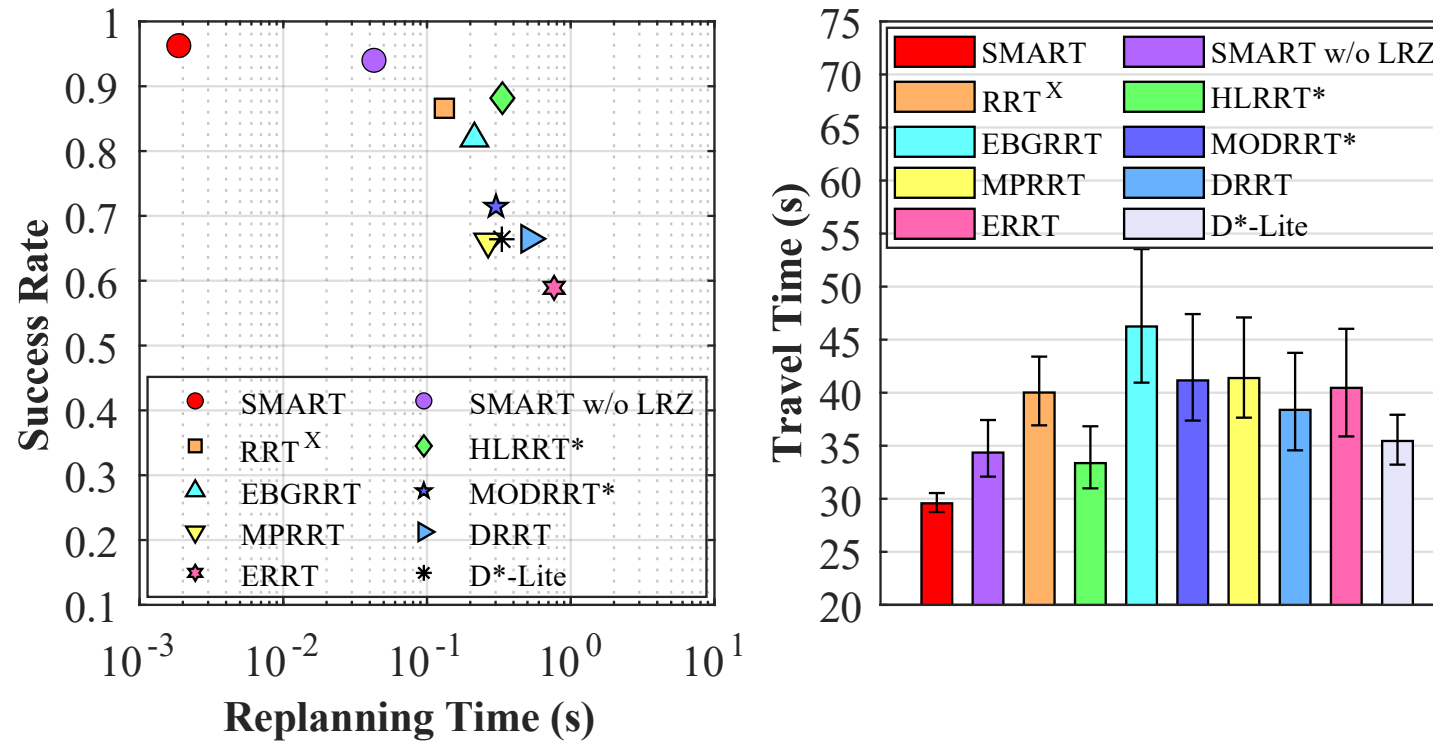 1
0.9
0.8
0.7
0.6
0.5
0.4
0.3
0.2
0.1
Success Rate
SMART
SMART w/o LRZ
RRT^X
HLRRT*
EBGRRT
MODRRT*
MPRRT
DRRT
ERRT
D*-Lite
10^-3
10^-2
10^-1
10^0
10^1
Replanning Time (s)
75
70
65
60
55
50
45
40
35
30
25
20
Travel Time (s)
SMART
SMART w/o LRZ
RRT^X
HLRRT*
EBGRRT
MODRRT*
MPRRT
DRRT
ERRT
D*-Lite